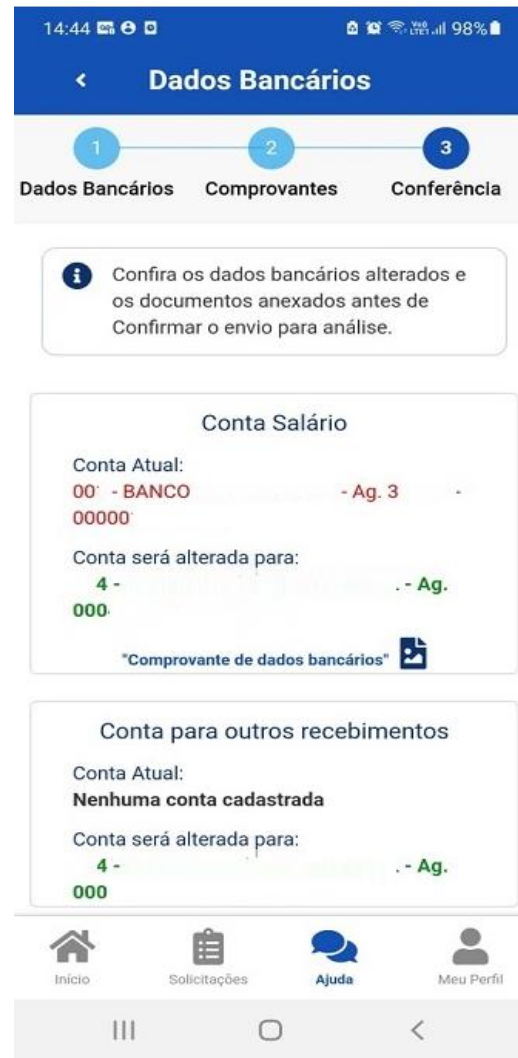 14:44 98%
Dados Bancários
1 2 3
Dados Bancários Comprovantes Conferência
Confira os dados bancários alterados e
os documentos anexados antes de
Confirmar o envio para análise.
Conta Salário
Conta Atual:
00 - BANCO - Ag. 3 -
00000
Conta será alterada para:
4 - . - Ag.
000
"Comprovante de dados bancários"
Conta para outros recebimentos
Conta Atual:
Nenhuma conta cadastrada
Conta será alterada para:
4 - . - Ag.
000
Início Solicitações Ajuda Meu Perfil